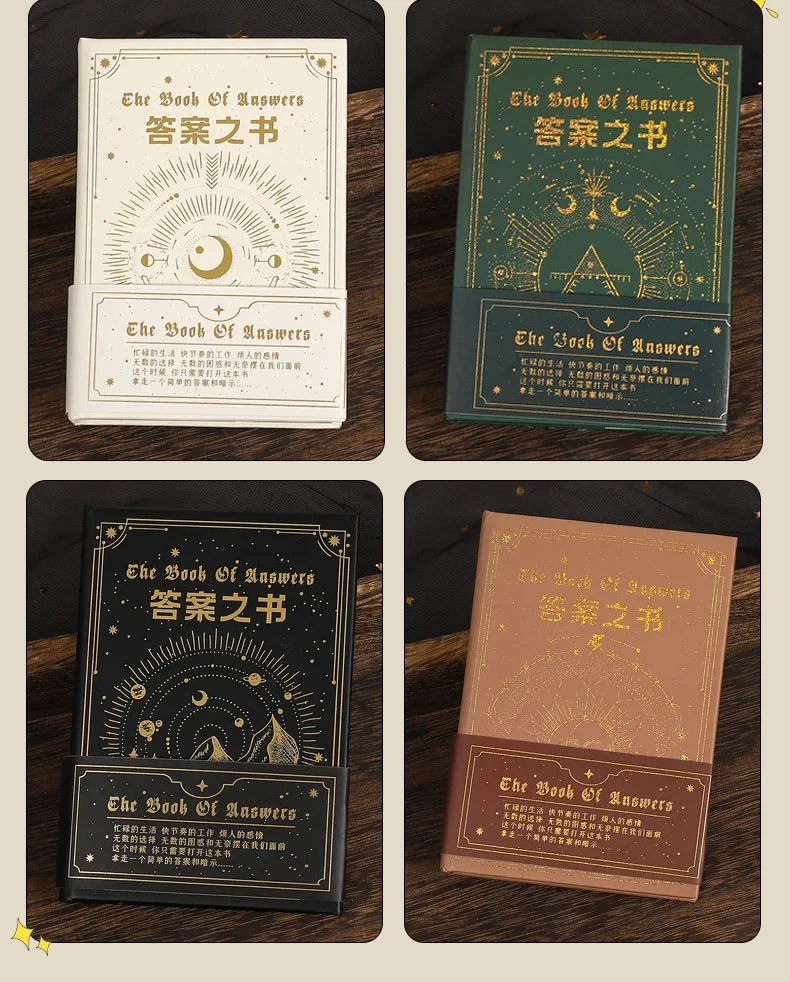 The Book Of Answers
答案之书
The Book Of Answers
忙碌的生活 快节奏的工作 烦人的感情
无数的选择 无数的困惑和无奈摆在我们面前
这个时候 你只需要打开这本书
拿走一个简单的答案和暗示......
The Book Of Answers
答案之书
The Book Of Answers
忙碌的生活 快节奏的工作 烦人的感情
无数的选择 无数的困惑和无奈摆在我们面前
这个时候 你只需要打开这本书
拿走一个简单的答案和暗示......
The Book Of Answers
答案之书
The Book Of Answers
忙碌的生活 快节奏的工作 烦人的感情
无数的选择 无数的困惑和无奈摆在我们面前
这个时候 你只需要打开这本书
拿走一个简单的答案和暗示......
The Book Of Answers
答案之书
The Book Of Answers
忙碌的生活 快节奏的工作 烦人的感情
无数的选择 无数的困惑和无奈摆在我们面前
这个时候 你只需要打开这本书
拿走一个简单的答案和暗示......